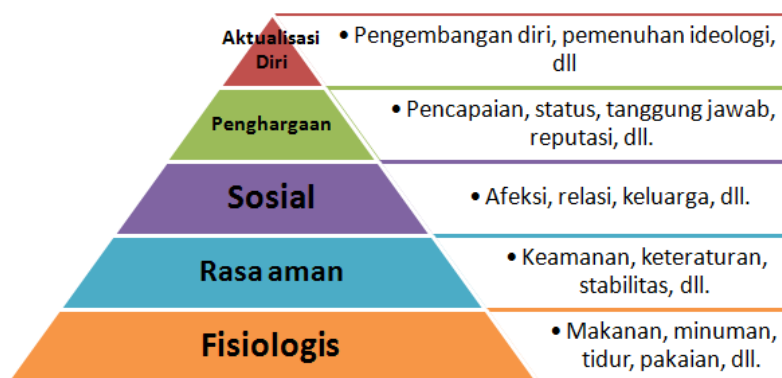 Aktualisasi
Diri
• Pengembangan diri, pemenuhan ideologi,
dll
Penghargaan
• Pencapaian, status, tanggung jawab,
reputasi, dll.
Sosial
• Afeksi, relasi, keluarga, dll.
Rasa aman
• Keamanan, keteraturan,
stabilitas, dll.
Fisiologis
• Makanan, minuman,
tidur, pakaian, dll.